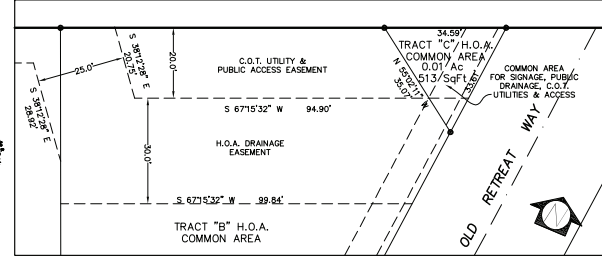 S 38°12'28" E
20.75'
25.0'
20.0'
C.O.T. UTILITY &
PUBLIC ACCESS EASEMENT
34.59'
TRACT "C" H.O.A.
COMMON AREA
0.01 Ac
513/SqFt
N 55°02'11" W
35.07'
33.61'
COMMON AREA
FOR SIGNAGE, PUBLIC
DRAINAGE, C.O.T.
UTILITIES & ACCESS
S 38°12'28" E
28.92'
S 67°15'32" W 94.90'
30.0'
H.O.A. DRAINAGE
EASEMENT
S 67°15'32" W 99.84'
TRACT "B" H.O.A.
COMMON AREA
OLD RETREAT WAY